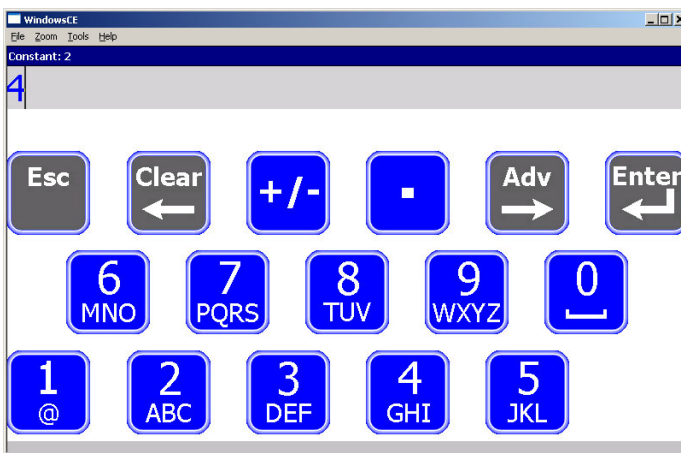 WindowsCE
File Zoom Tools Help
Constant: 2
4
Esc Clear +/- . Adv Enter
6 7 8 9 0
MNO PQRS TUV WXYZ
1 2 3 4 5
@ ABC DEF GHI JKL